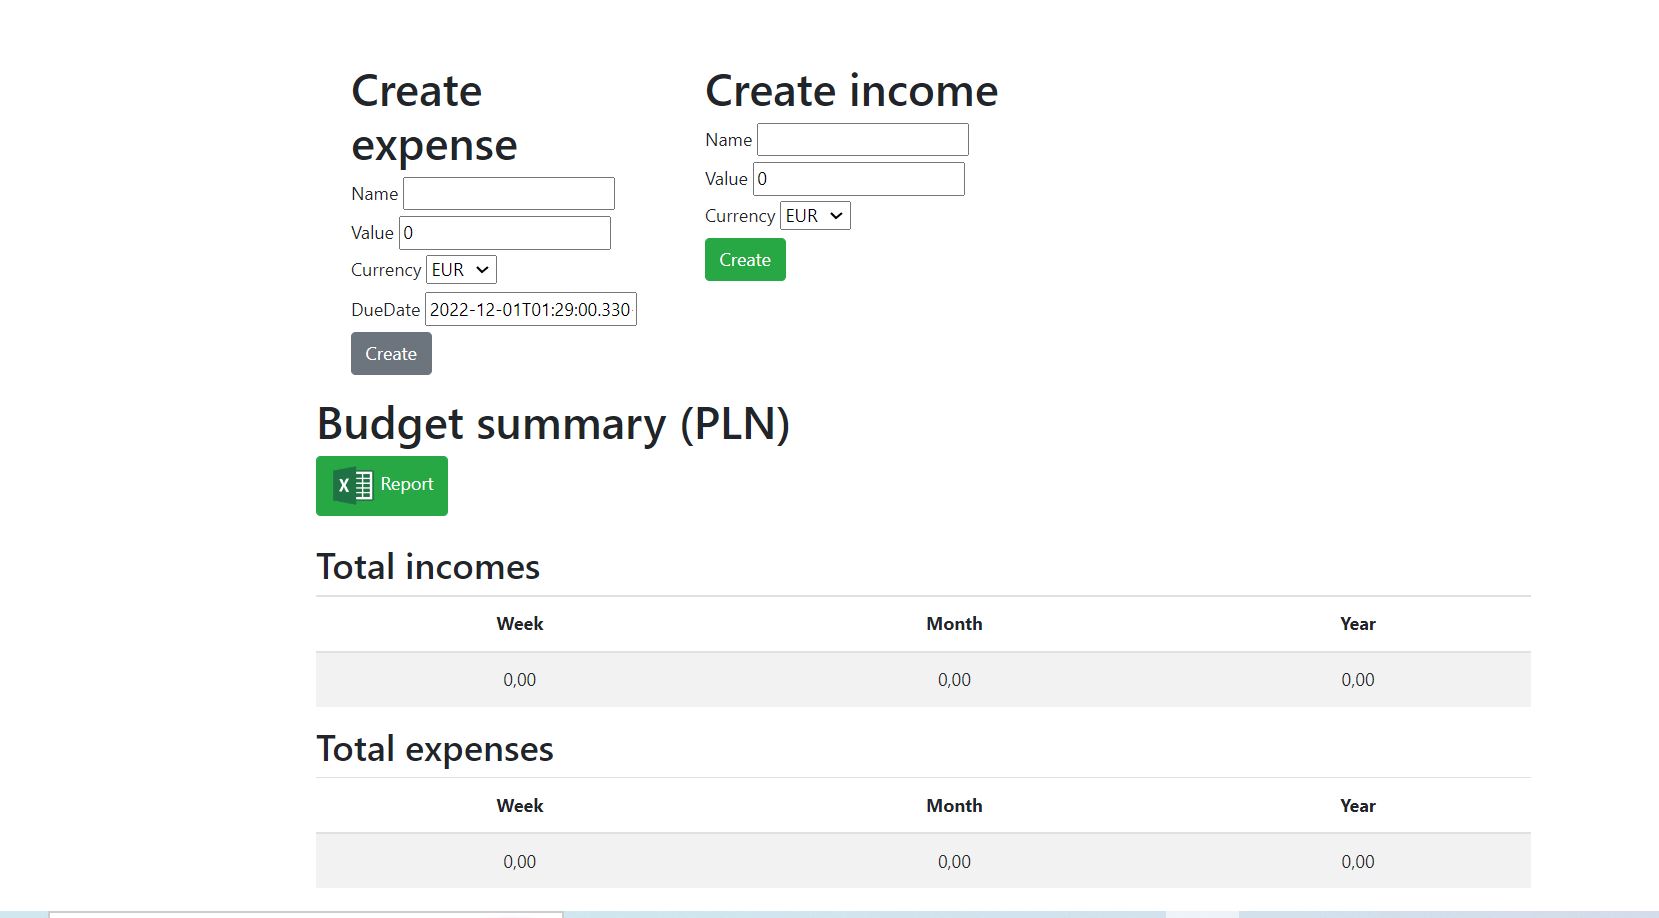 Create
expense
Name
Value 0
Currency EUR
DueDate 2022-12-01T01:29:00.330
Create
Create income
Name
Value 0
Currency EUR
Create
Budget summary (PLN)
X Report
Total incomes
Week Month Year
0,00 0,00 0,00
Total expenses
Week Month Year
0,00 0,00 0,00